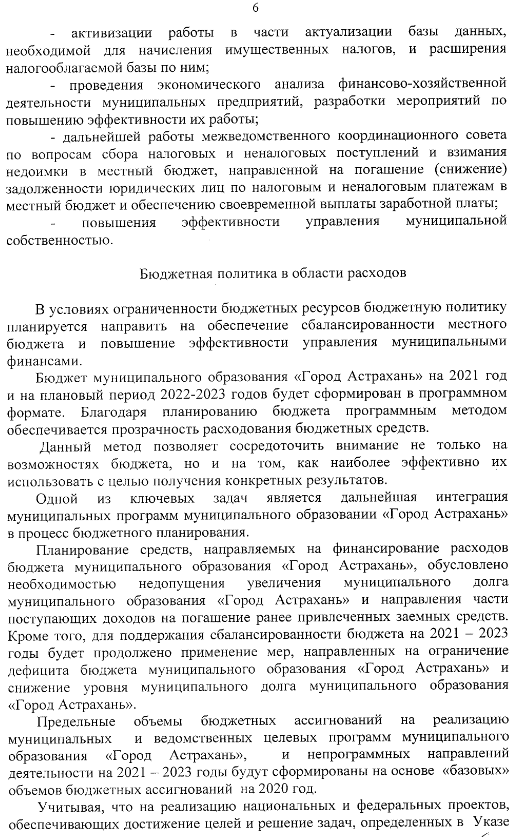 6
- активизации работы в части актуализации базы данных,
необходимой для начисления имущественных налогов, и расширения
налогооблагаемой базы по ним;
- проведения экономического анализа финансово-хозяйственной
деятельности муниципальных предприятий, разработки мероприятий по
повышению эффективности их работы;
- дальнейшей работы межведомственного координационного совета
по вопросам сбора налоговых и неналоговых поступлений и взимания
недоимки в местный бюджет, направленной на погашение (снижение)
задолженности юридических лиц по налоговым и неналоговым платежам в
местный бюджет и обеспечению своевременной выплаты заработной платы;
- повышения эффективности управления муниципальной
собственностью.
Бюджетная политика в области расходов
В условиях ограниченности бюджетных ресурсов бюджетную политику
планируется направить на обеспечение сбалансированности местного
бюджета и повышение эффективности управления муниципальными
финансами.
Бюджет муниципального образования «Город Астрахань» на 2021 год
и на плановый период 2022-2023 годов будет сформирован в программном
формате. Благодаря планированию бюджета программным методом
обеспечивается прозрачность расходования бюджетных средств.
Данный метод позволяет сосредоточить внимание не только на
возможностях бюджета, но и на том, как наиболее эффективно их
использовать с целью получения конкретных результатов.
Одной из ключевых задач является дальнейшая интеграция
муниципальных программ муниципального образовании «Город Астрахань»
в процесс бюджетного планирования.
Планирование средств, направляемых на финансирование расходов
бюджета муниципального образования «Город Астрахань», обусловлено
необходимостью недопущения увеличения муниципального долга
муниципального образования «Город Астрахань» и направления части
поступающих доходов на погашение ранее привлеченных заемных средств.
Кроме того, для поддержания сбалансированности бюджета на 2021 – 2023
годы будет продолжено применение мер, направленных на ограничение
дефицита бюджета муниципального образования «Город Астрахань» и
снижение уровня муниципального долга муниципального образования
«Город Астрахань».
Предельные объемы бюджетных ассигнований на реализацию
муниципальных и ведомственных целевых программ муниципального
образования «Город Астрахань», и непрограммных направлений
деятельности на 2021 – 2023 годы будут сформированы на основе «базовых»
объемов бюджетных ассигнований на 2020 год.
Учитывая, что на реализацию национальных и федеральных проектов,
обеспечивающих достижение целей и решение задач, определенных в Указе